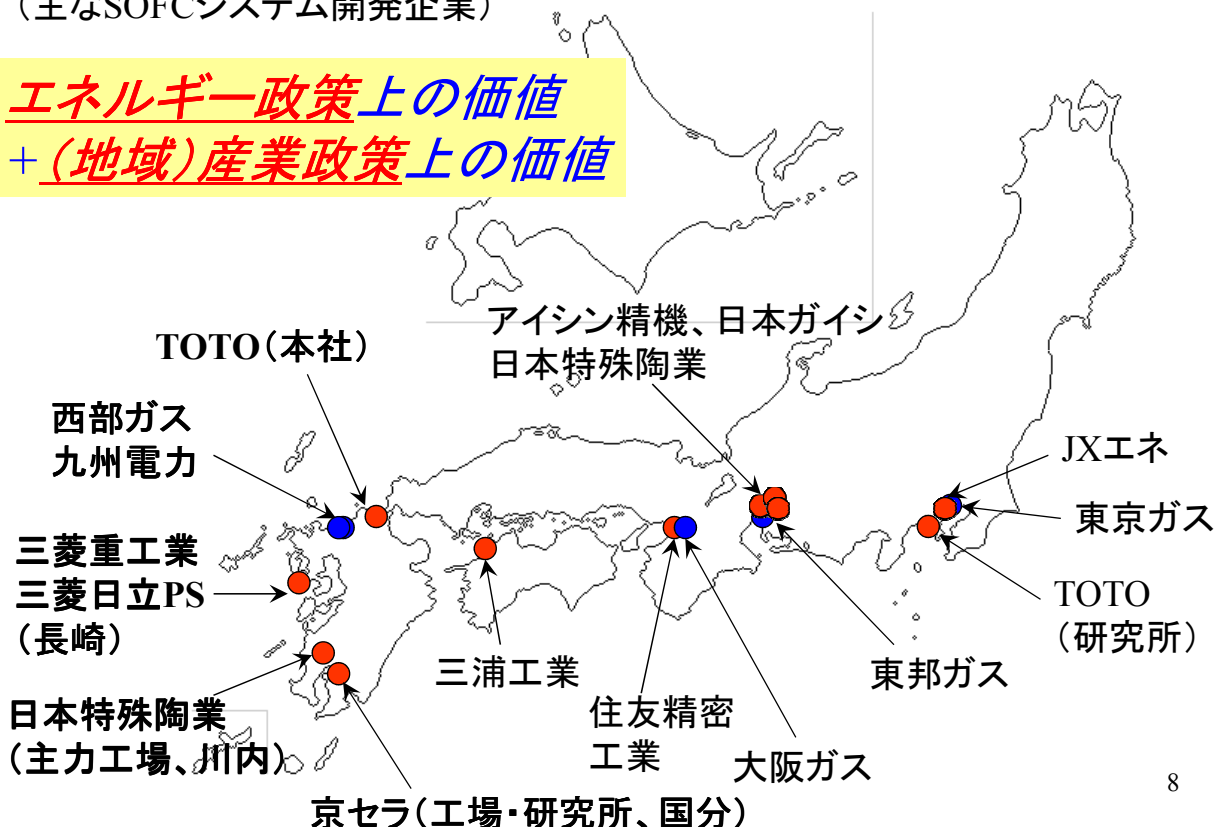 （主なSOFCシステム開発企業）
エネルギー政策上の価値
+（地域）産業政策上の価値
アイシン精機、日本ガイシ
日本特殊陶業
TOTO（本社）
西部ガス
九州電力
JXエネ
東京ガス
三菱重工業
三菱日立PS
（長崎）
TOTO
（研究所）
三浦工業
東邦ガス
住友精密
工業
大阪ガス
日本特殊陶業
（主力工場、川内）
京セラ（工場・研究所、国分）
8